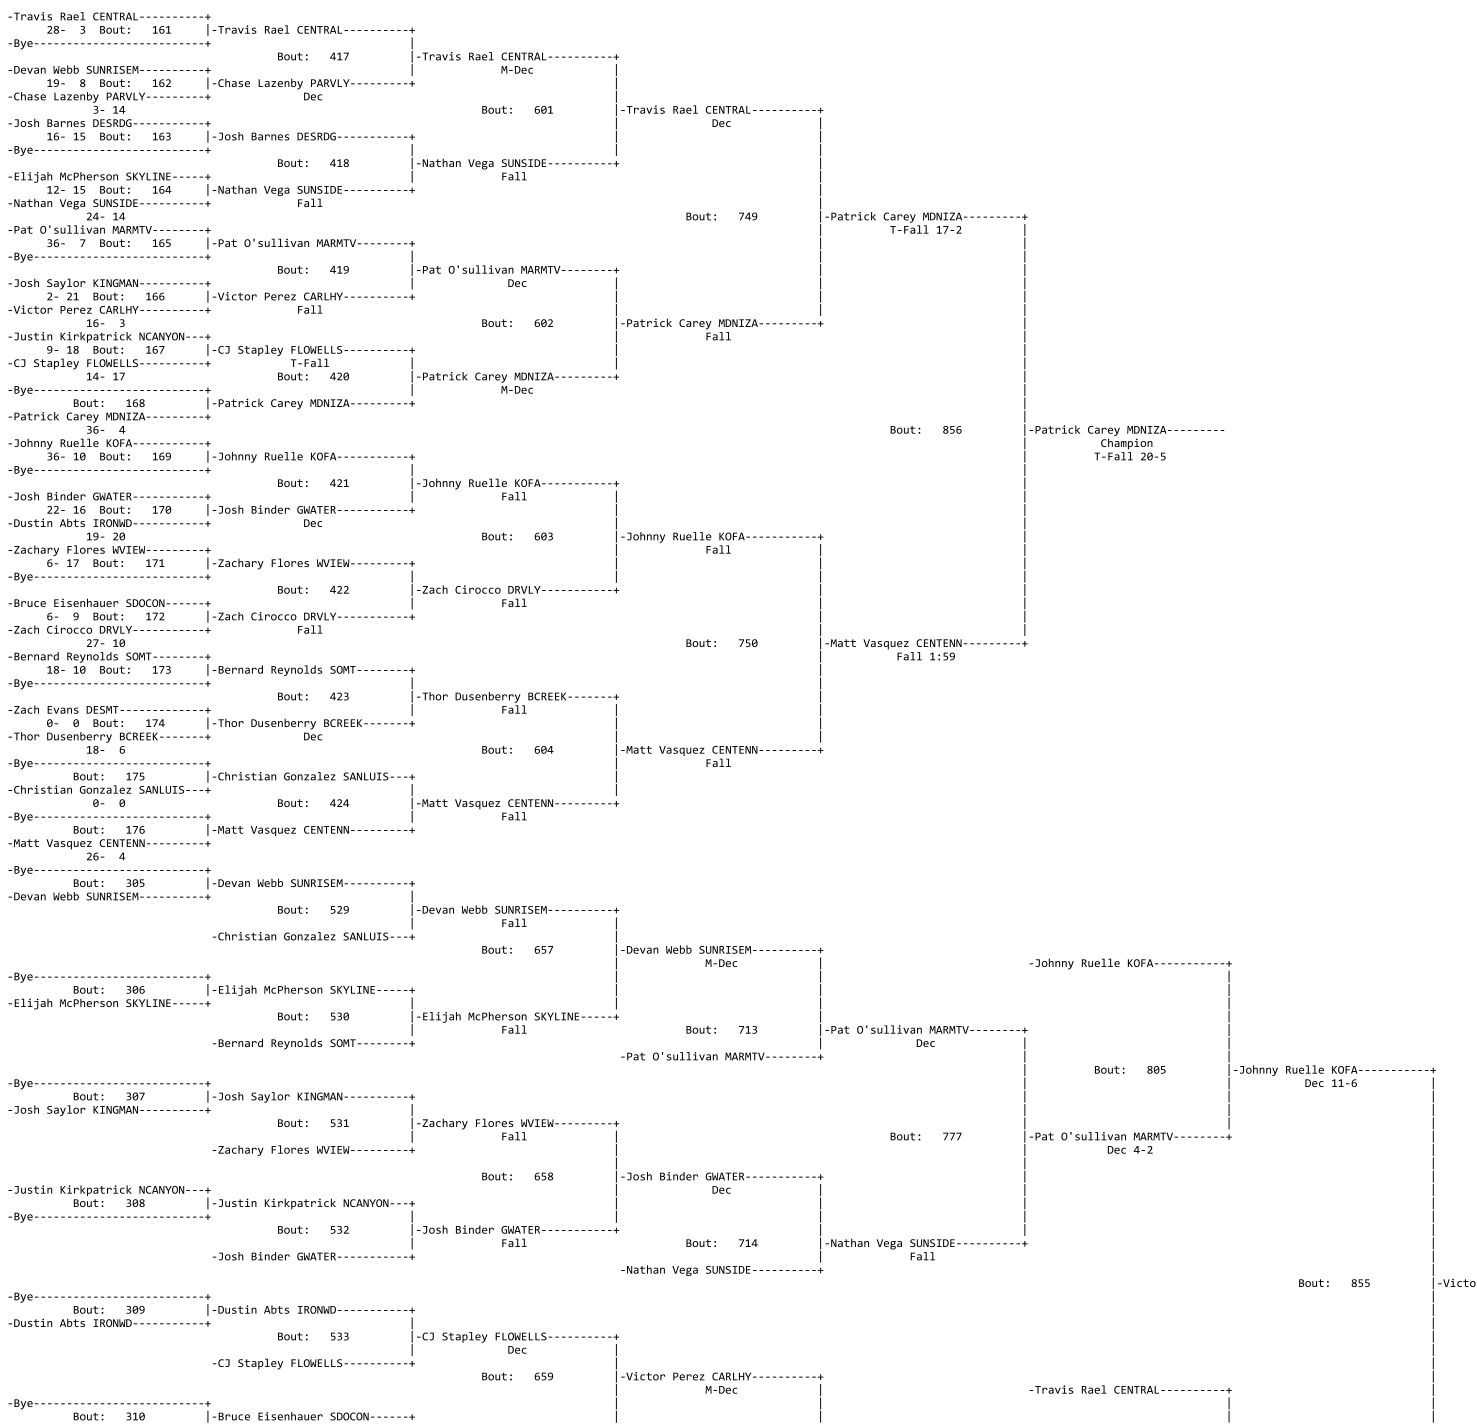 -Travis Rael CENTRAL----------+
28-  3  Bout:   161     |-Travis Rael CENTRAL----------+
-Bye--------------------------+                              |
Bout:   417          |-Travis Rael CENTRAL----------+
-Devan Webb SUNRISEM----------+                              |             M-Dec            |
19-  8  Bout:   162     |-Chase Lazenby PARVLY---------+                              |
-Chase Lazenby PARVLY---------+              Dec                                            |
3- 14                                                      Bout:   601          |-Travis Rael CENTRAL----------+
-Josh Barnes DESRDG-----------+                                                             |              Dec             |
16- 15  Bout:   163     |-Josh Barnes DESRDG-----------+                              |                              |
-Bye--------------------------+                              |                              |                              |
Bout:   418          |-Nathan Vega SUNSIDE----------+                              |
-Elijah McPherson SKYLINE-----+                              |             Fall                                            |
12- 15  Bout:   164     |-Nathan Vega SUNSIDE----------+                                                             |
-Nathan Vega SUNSIDE----------+             Fall                                                                           |
24- 14                                                                                     Bout:   749          |-Patrick Carey MDNIZA---------+
-Pat O'sullivan MARMTV--------+                                                                                            |          T-Fall 17-2         |
36-  7  Bout:   165     |-Pat O'sullivan MARMTV--------+                                                             |                              |
-Bye--------------------------+                              |                                                             |                              |
Bout:   419          |-Pat O'sullivan MARMTV--------+                              |                              |
-Josh Saylor KINGMAN----------+                              |              Dec             |                              |                              |
2- 21  Bout:   166     |-Victor Perez CARLHY----------+                              |                              |                              |
-Victor Perez CARLHY----------+             Fall                                            |                              |                              |
16-  3                                                      Bout:   602          |-Patrick Carey MDNIZA---------+                              |
-Justin Kirkpatrick NCANYON---+                                                             |             Fall                                            |
9- 18  Bout:   167     |-CJ Stapley FLOWELLS----------+                              |                                                             |
-CJ Stapley FLOWELLS----------+            T-Fall            |                              |                                                             |
14- 17                       Bout:   420          |-Patrick Carey MDNIZA---------+                                                             |
-Bye--------------------------+                              |             M-Dec                                                                          |
Bout:   168         |-Patrick Carey MDNIZA---------+                                                                                            |
-Patrick Carey MDNIZA---------+                                                                                                                           |
36-  4                                                                                                                    Bout:   856         |-Patrick Carey MDNIZA---------
-Johnny Ruelle KOFA-----------+                                                                                                                           |           Champion
36- 10  Bout:   169     |-Johnny Ruelle KOFA-----------+                                                                                            |          T-Fall 20-5
-Bye--------------------------+                              |                                                                                            |
Bout:   421          |-Johnny Ruelle KOFA-----------+                                                             |
-Josh Binder GWATER-----------+                              |             Fall             |                                                             |
22- 16  Bout:   170     |-Josh Binder GWATER-----------+                              |                                                             |
-Dustin Abts IRONWD-----------+              Dec                                            |                                                             |
19- 20                                                      Bout:   603          |-Johnny Ruelle KOFA-----------+                              |
-Zachary Flores WVIEW---------+                                                             |             Fall             |                              |
6- 17  Bout:   171     |-Zachary Flores WVIEW---------+                              |                              |                              |
-Bye--------------------------+                              |                              |                              |                              |
Bout:   422          |-Zach Cirocco DRVLY-----------+                              |                              |
-Bruce Eisenhauer SDOCON------+                              |             Fall                                            |                              |
6-  9  Bout:   172     |-Zach Cirocco DRVLY-----------+                                                             |                              |
-Zach Cirocco DRVLY-----------+             Fall                                                                           |                              |
27- 10                                                                                     Bout:   750          |-Matt Vasquez CENTENN---------+
-Bernard Reynolds SOMT--------+                                                                                            |           Fall 1:59
18- 10  Bout:   173     |-Bernard Reynolds SOMT--------+                                                             |
-Bye--------------------------+                              |                                                             |
Bout:   423          |-Thor Dusenberry BCREEK-------+                              |
-Zach Evans DESMT-------------+                              |             Fall             |                              |
0-  0  Bout:   174     |-Thor Dusenberry BCREEK-------+                              |                              |
-Thor Dusenberry BCREEK-------+              Dec                                            |                              |
18-  6                                                      Bout:   604          |-Matt Vasquez CENTENN---------+
-Bye--------------------------+                                                             |             Fall
Bout:   175         |-Christian Gonzalez SANLUIS---+                              |
-Christian Gonzalez SANLUIS---+                              |                              |
0-  0                       Bout:   424          |-Matt Vasquez CENTENN---------+
-Bye--------------------------+                              |             Fall
Bout:   176         |-Matt Vasquez CENTENN---------+
-Matt Vasquez CENTENN---------+
26-  4
-Bye--------------------------+
Bout:   305         |-Devan Webb SUNRISEM----------+
-Devan Webb SUNRISEM----------+                              |
Bout:   529          |-Devan Webb SUNRISEM----------+
|             Fall             |
-Christian Gonzalez SANLUIS---+                              |
Bout:   657          |-Devan Webb SUNRISEM----------+
|             M-Dec            |                               -Johnny Ruelle KOFA-----------+
-Bye--------------------------+
Bout:   306         |-Elijah McPherson SKYLINE-----+
-Elijah McPherson SKYLINE-----+
Bout:   530          |-Elijah McPherson SKYLINE-----+
|             Fall             Bout:   713          |-Pat O'sullivan MARMTV--------+
-Bernard Reynolds SOMT--------+                                                             |              Dec             |
-Pat O'sullivan MARMTV--------+
Bout:   805         |-Johnny Ruelle KOFA-----------+
-Bye--------------------------+                                                                                            |           Dec 11-6
Bout:   307         |-Josh Saylor KINGMAN----------+
-Josh Saylor KINGMAN----------+
Bout:   531          |-Zachary Flores WVIEW---------+
|             Fall             |                                         Bout:   777         |-Pat O'sullivan MARMTV--------+
-Zachary Flores WVIEW---------+                                                             |            Dec 4-2
Bout:   658          |-Josh Binder GWATER-----------+
-Justin Kirkpatrick NCANYON---+                                                             |              Dec             |
Bout:   308         |-Justin Kirkpatrick NCANYON---+
-Bye--------------------------+
Bout:   532          |-Josh Binder GWATER-----------+
|             Fall             Bout:   714          |-Nathan Vega SUNSIDE----------+
-Josh Binder GWATER-----------+                                                             |             Fall
-Nathan Vega SUNSIDE----------+
Bout:   855         |-Victo
-Bye--------------------------+
Bout:   309         |-Dustin Abts IRONWD-----------+
-Dustin Abts IRONWD-----------+
Bout:   533          |-CJ Stapley FLOWELLS----------+
|              Dec             |
-CJ Stapley FLOWELLS----------+
Bout:   659          |-Victor Perez CARLHY----------+
|             M-Dec            |                               -Travis Rael CENTRAL----------+
-Bye--------------------------+
Bout:   310         |-Bruce Eisenhauer SDOCON------+